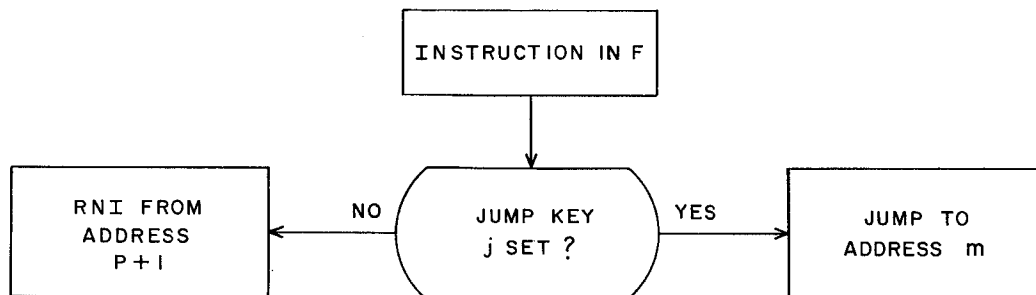 INSTRUCTION IN F
RNI FROM
ADDRESS
P+1
NO
JUMP KEY
j SET ?
YES
JUMP TO
ADDRESS m